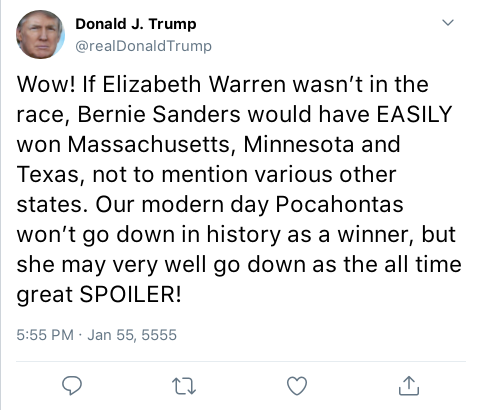 Donald J. Trump
@realDonaldTrump
Wow! If Elizabeth Warren wasn’t in the
race, Bernie Sanders would have EASILY
won Massachusetts, Minnesota and
Texas, not to mention various other
states. Our modern day Pocahontas
won’t go down in history as a winner, but
she may very well go down as the all time
great SPOILER!
5:55 PM · Jan 55, 5555